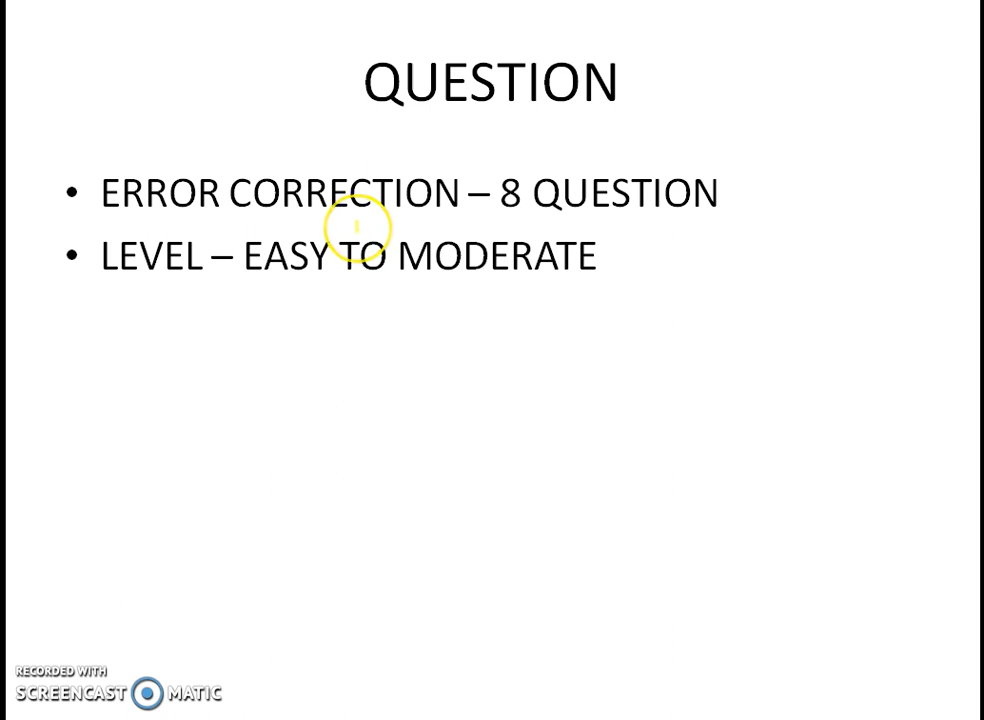 QUESTION
• ERROR CORRECTION – 8 QUESTION
• LEVEL – EASY TO MODERATE
RECORDED WITH
SCREENCAST MATIC